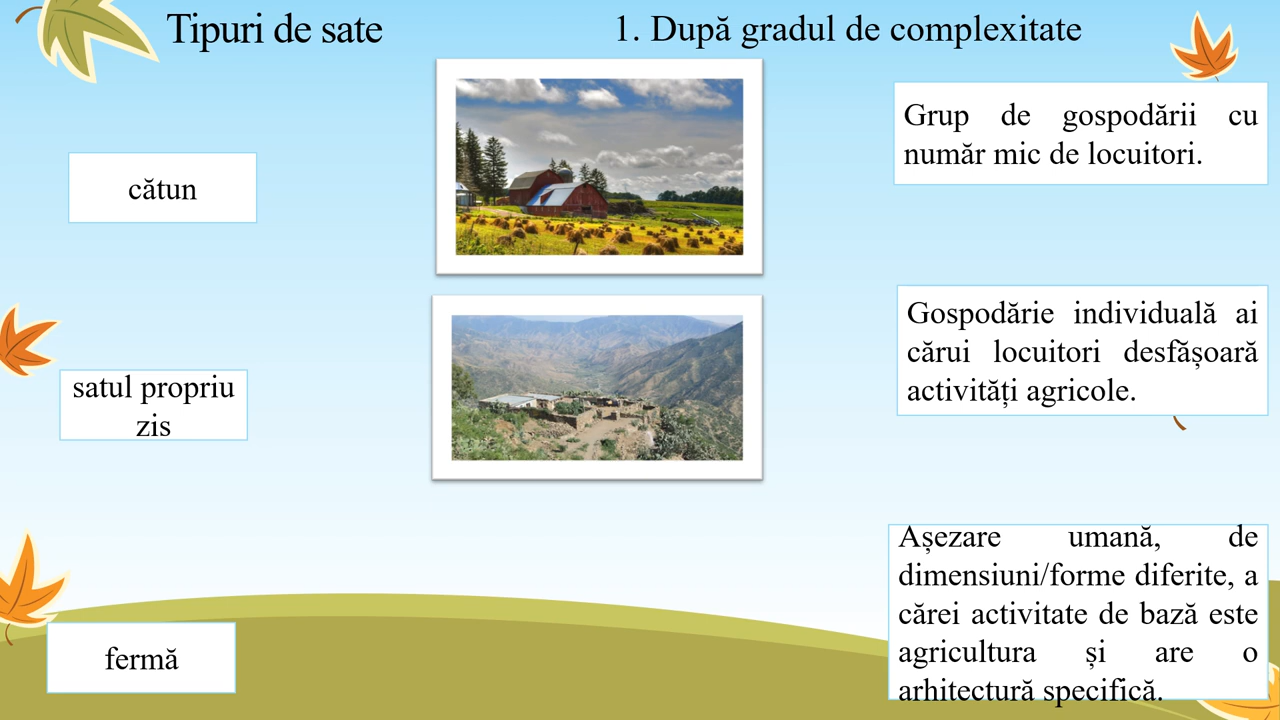 Tipuri de sate
1. După gradul de complexitate
Grup de gospodării cu
număr mic de locuitori.
cătun
Gospodărie individuală ai
cărui locuitori desfășoară
activități agricole.
satul propriu
zis
Așezare umană, de
dimensiuni/forme diferite, a
cărei activitate de bază este
agricultura și are o
arhitectură specifică.
fermă